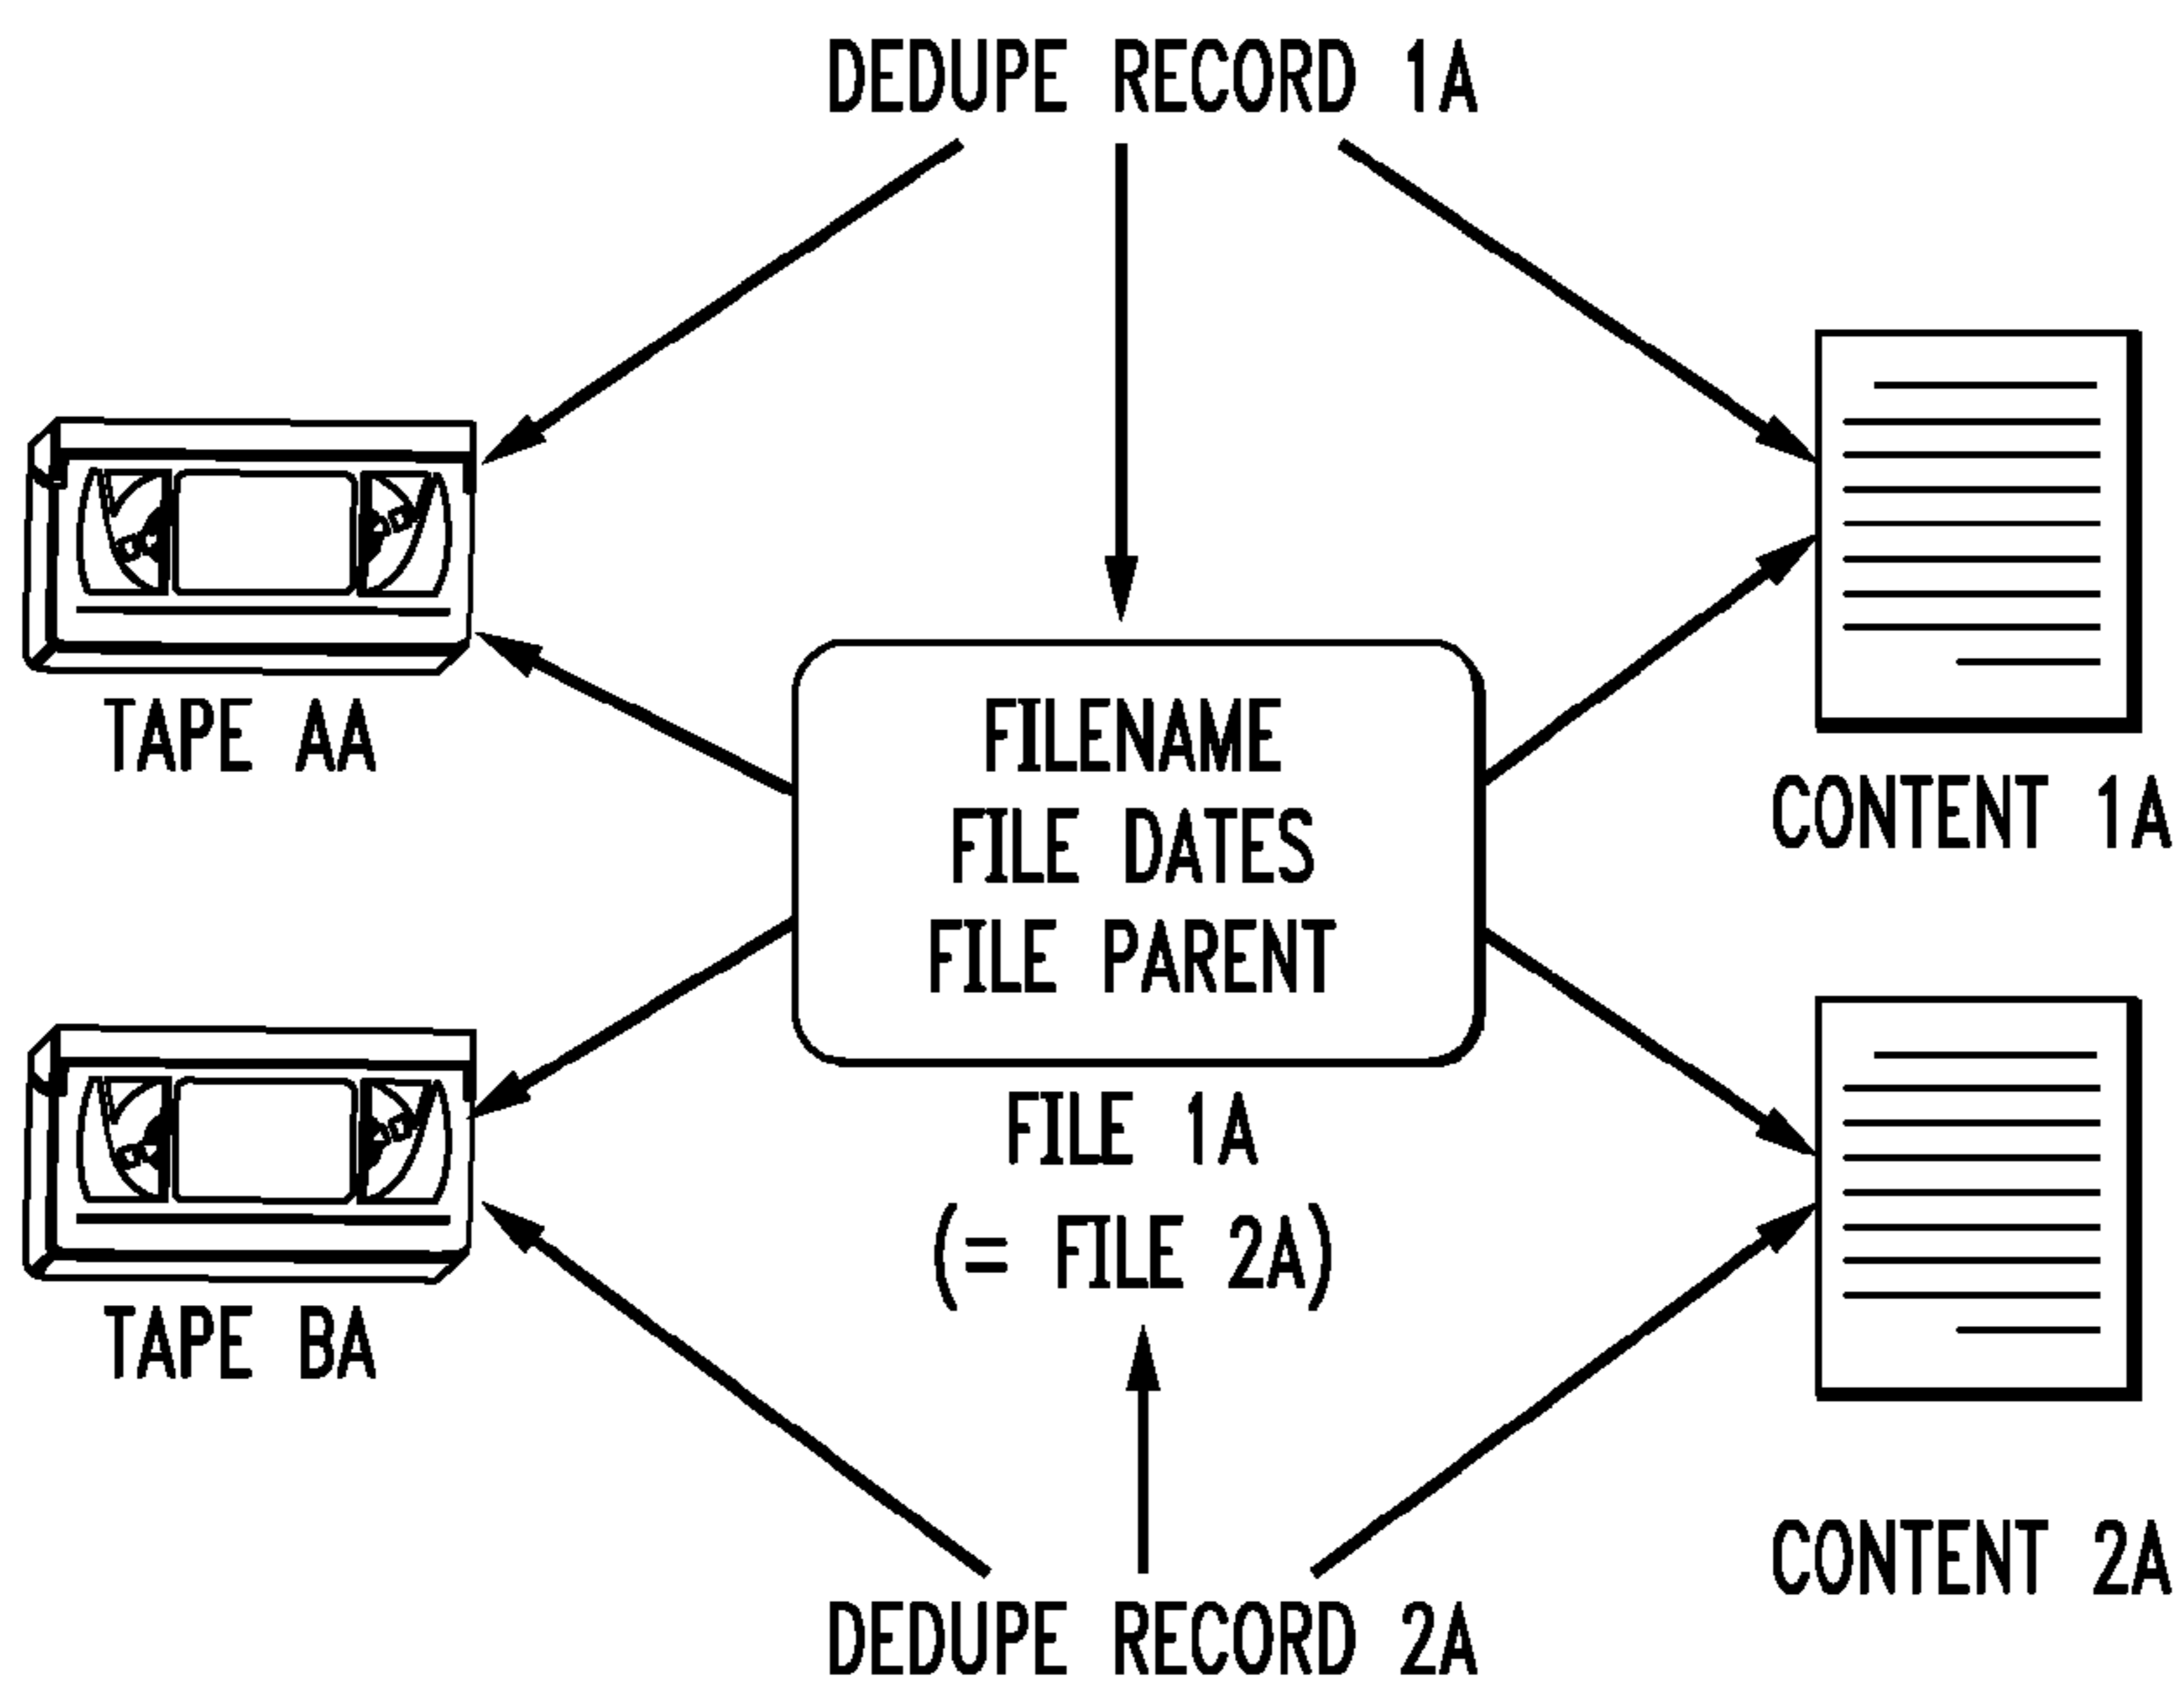 DEDUPE RECORD 1A
TAPE AA
FILENAME
FILE DATES
FILE PARENT
CONTENT 1A
FILE 1A
(= FILE 2A)
TAPE BA
CONTENT 2A
DEDUPE RECORD 2A